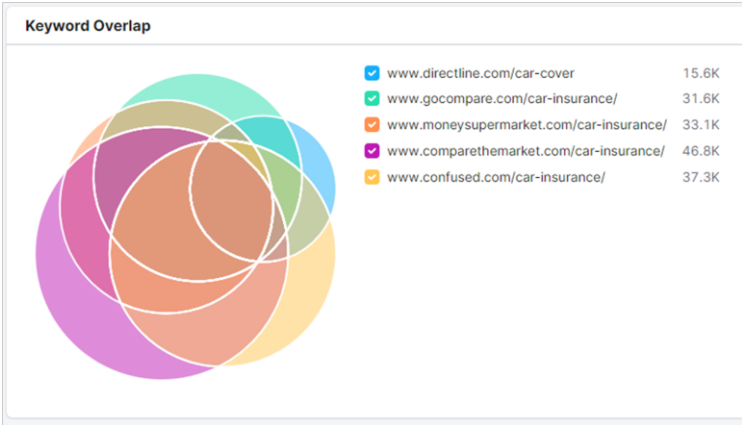 Keyword Overlap
www.directline.com/car-cover 15.6K
www.gocompare.com/car-insurance/ 31.6K
www.moneysupermarket.com/car-insurance/ 33.1K
www.comparethemarket.com/car-insurance/ 46.8K
www.confused.com/car-insurance/ 37.3K